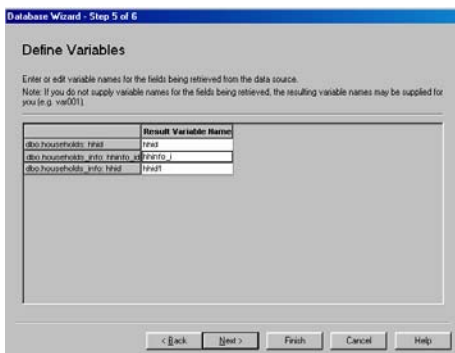 Database Wizard - Step 5 of 6
Define Variables
Enter or edit variable names for the fields being retrieved from the data source.
Note: If you do not supply variable names for the fields being retrieved, the resulting variable names may be supplied for
you (e.g. var001).
Result Variable Name
dbo.households: hhid hhid
dbo.households_info: hhinfo_id hhinfo_i
dbo.households_info: hhid hhid1
< Back Next > Finish Cancel Help